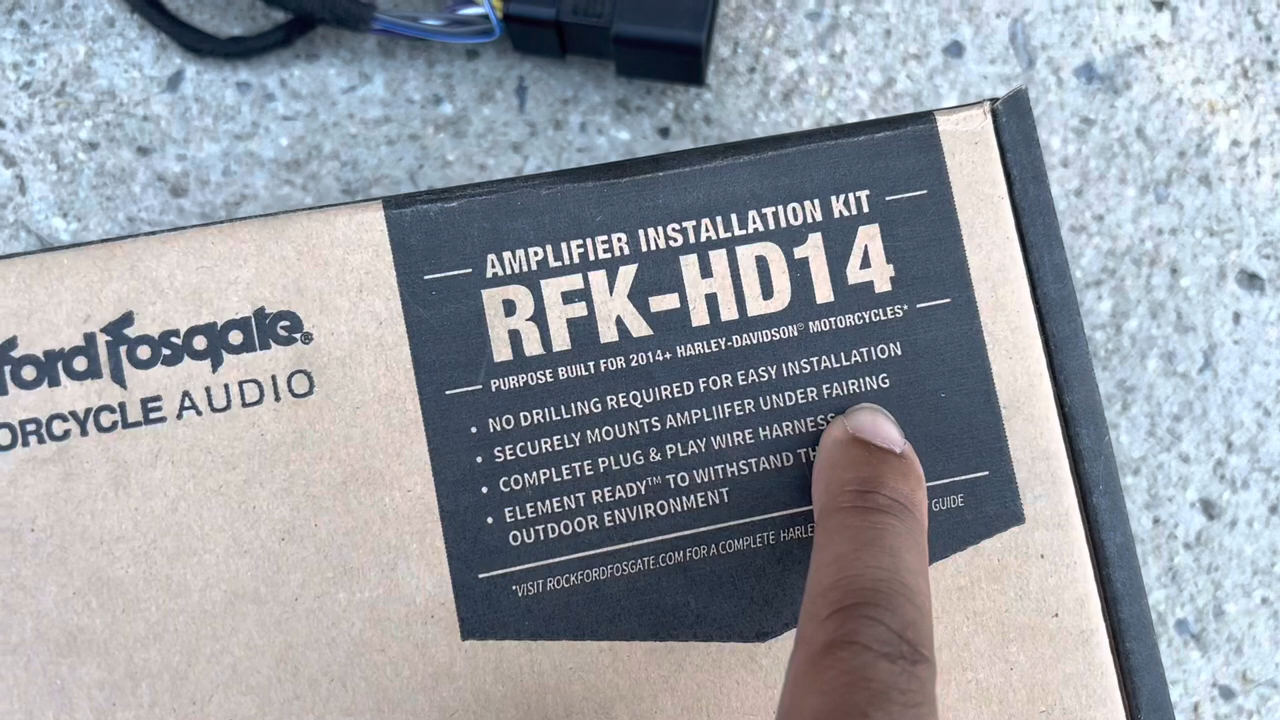 AMPLIFIER INSTALLATION KIT
RFK-HD14
PURPOSE BUILT FOR 2014+ HARLEY-DAVIDSON® MOTORCYCLES*
• NO DRILLING REQUIRED FOR EASY INSTALLATION
• SECURELY MOUNTS AMPLIIFER UNDER FAIRING
• COMPLETE PLUG & PLAY WIRE HARNESS
• ELEMENT READY™ TO WITHSTAND
OUTDOOR ENVIRONMENT
*VISIT ROCKFORDFOSGATE.COM FOR A COMPLETE GUIDE
ford fosgate®
ORCYCLE AUDIO